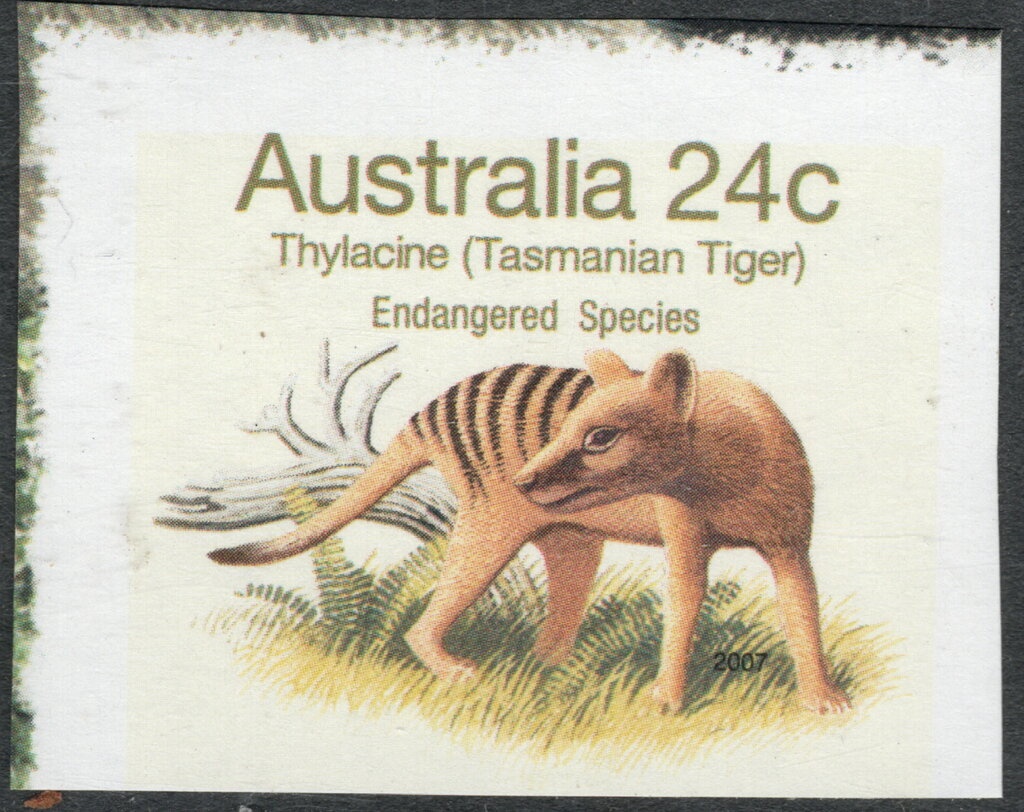 Australia 24c
Thylacine (Tasmanian Tiger)
Endangered Species
2007